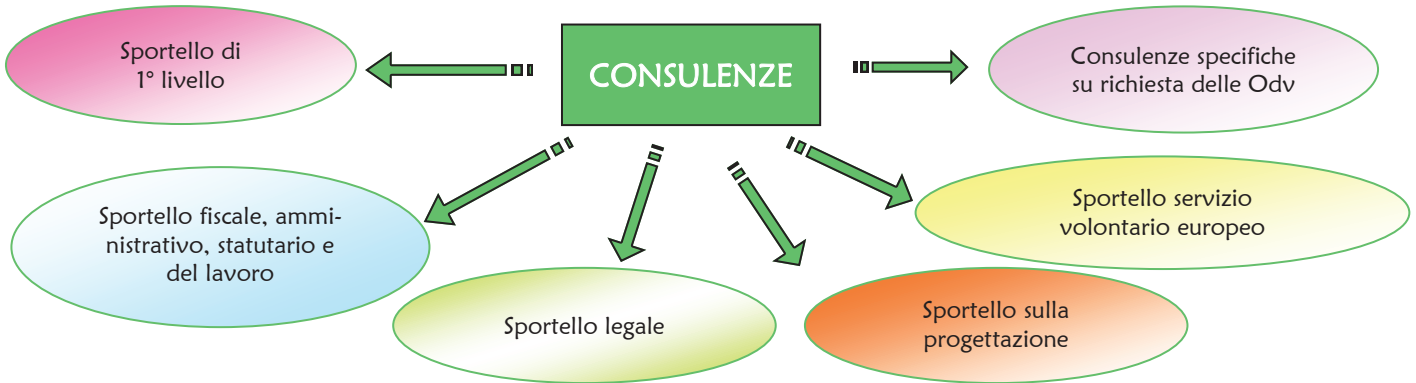 Sportello di
1° livello
CONSULENZE
Consulenze specifiche
su richiesta delle Odv
Sportello fiscale, ammi-
nistrativo, statutario e
del lavoro
Sportello legale
Sportello sulla
progettazione
Sportello servizio
volontario europeo